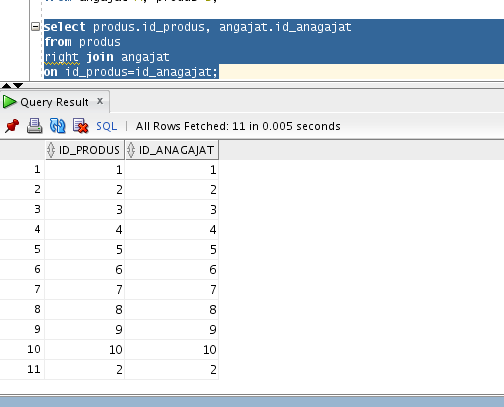 select produs.id_produs, angajat.id_anagajat
from produs
right join angajat
on id_produs=id_anagajat;
Query Result x
SQL | All Rows Fetched: 11 in 0.005 seconds
ID_PRODUS ID_ANAGAJAT
1 1 1
2 2 2
3 3 3
4 4 4
5 5 5
6 6 6
7 7 7
8 8 8
9 9 9
10 10 10
11 2 2